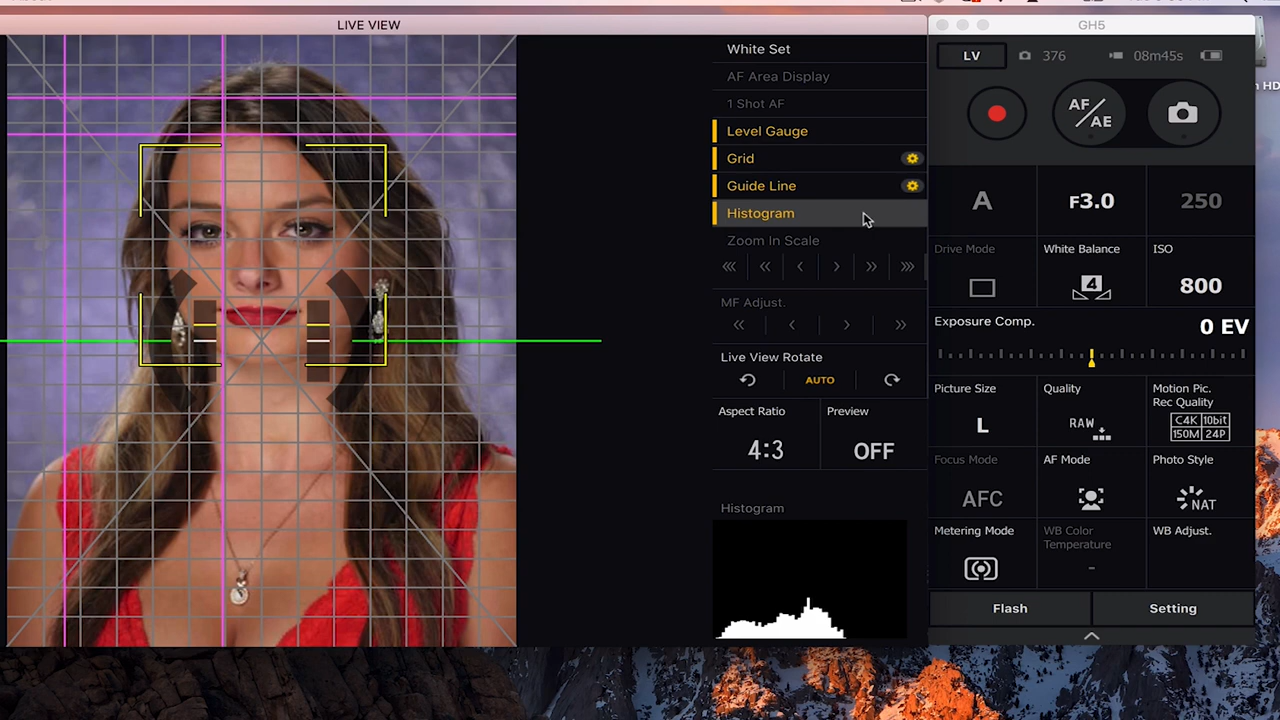 LIVE VIEW
White Set
AF Area Display
1 Shot AF
Level Gauge
Grid
Guide Line
Histogram
Zoom In Scale
MF Adjust.
Live View Rotate
AUTO
Aspect Ratio
Preview
4:3
OFF
Histogram
GH5
LV
376
08m45s
AF/AE
A
F3.0
250
Drive Mode
White Balance
ISO
4
800
Exposure Comp.
0 EV
Picture Size
Quality
Motion Pic.
Rec Quality
L
RAW
C4K 10bit
150M 24P
Focus Mode
AF Mode
Photo Style
AFC
NAT
Metering Mode
WB Color
Temperature
WB Adjust.
-
Flash
Setting
HD